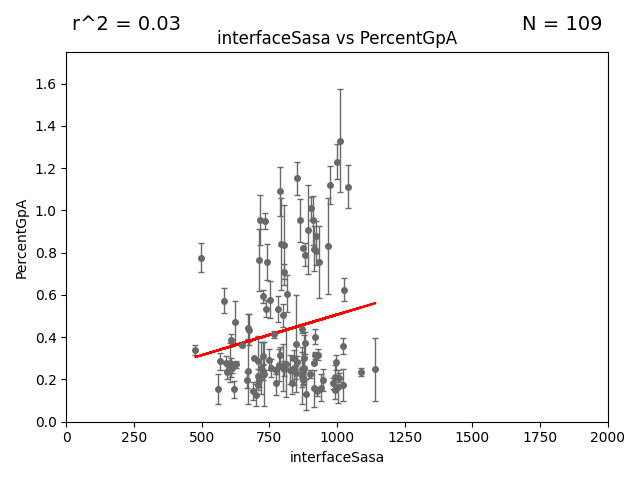 r^2 = 0.03
N = 109
interfaceSasa vs PercentGpA
PercentGpA
1.6
1.4
1.2
1.0
0.8
0.6
0.4
0.2
0.0
0 250 500 750 1000 1250 1500 1750 2000
interfaceSasa